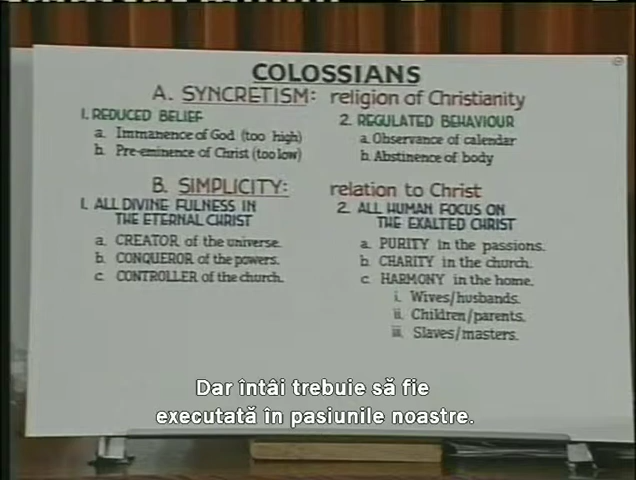 COLOSSIANS
A. SYNCRETISM: religion of Christianity
1. REDUCED BELIEF
a. Immanence of God (too high)
b. Pre-eminence of Christ (too low)
2. REGULATED BEHAVIOUR
a. Observance of calendar
b. Abstinence of body
B. SIMPLICITY: relation to Christ
1. ALL DIVINE FULNESS IN
THE ETERNAL CHRIST
a. CREATOR of the universe.
b. CONQUEROR of the powers.
c. CONTROLLER of the church.
2. ALL HUMAN FOCUS ON
THE EXALTED CHRIST
a. PURITY in the passions.
b. CHARITY in the church.
c. HARMONY in the home.
i. Wives/husbands.
ii. Children/parents.
iii. Slaves/masters.
Dar întâi trebuie să fie
executată în pasiunile noastre.